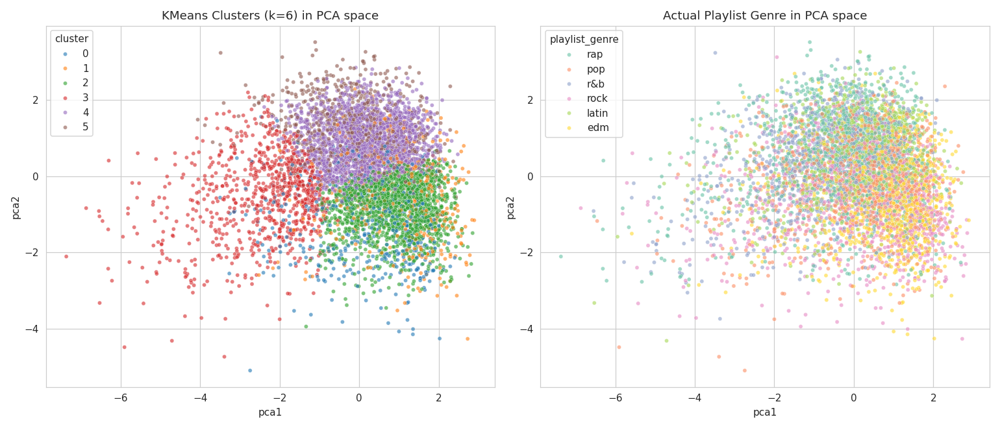 KMeans Clusters (k=6) in PCA space
cluster
0
1
2
3
4
5
2
0
−2
−4
pca2
−6
−4
−2
0
2
pca1
Actual Playlist Genre in PCA space
playlist_genre
rap
pop
r&b
rock
latin
edm
2
0
−2
−4
pca2
−6
−4
−2
0
2
pca1